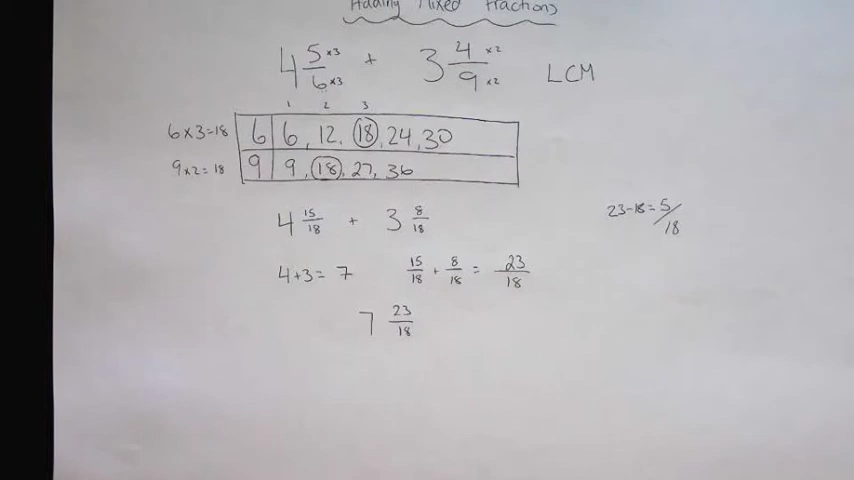 Adding Mixed Fractions
4 5/6 ×3 ×3 + 3 4/9 ×2 ×2 LCM
1 2 3
6×3=18 6 6, 12, 18, 24, 30
9×2=18 9 9, 18, 27, 36
4 15/18 + 3 8/18 23-18=5/18
4+3= 7 15/18 + 8/18 = 23/18
7 23/18